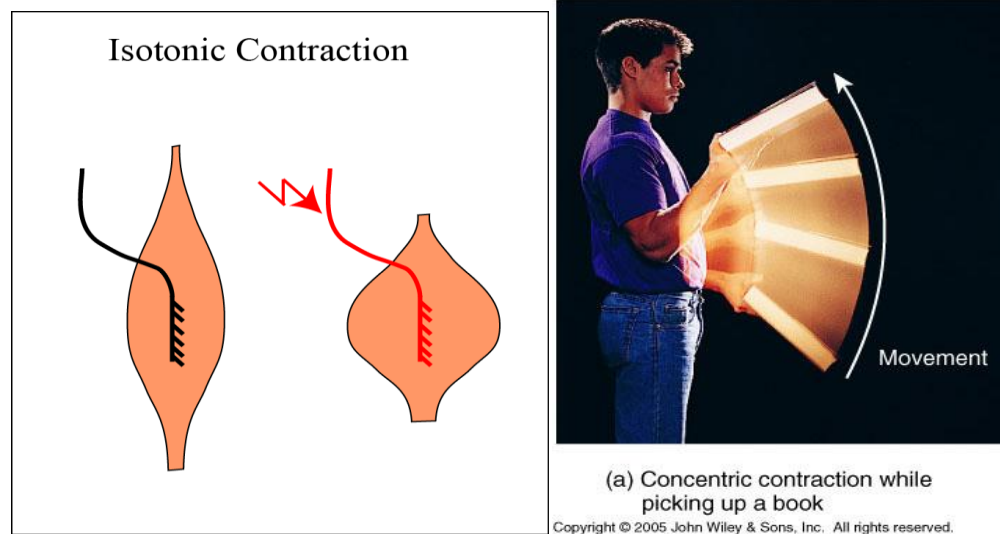 Isotonic Contraction
Movement
(a) Concentric contraction while
picking up a book
Copyright © 2005 John Wiley & Sons, Inc. All rights reserved.